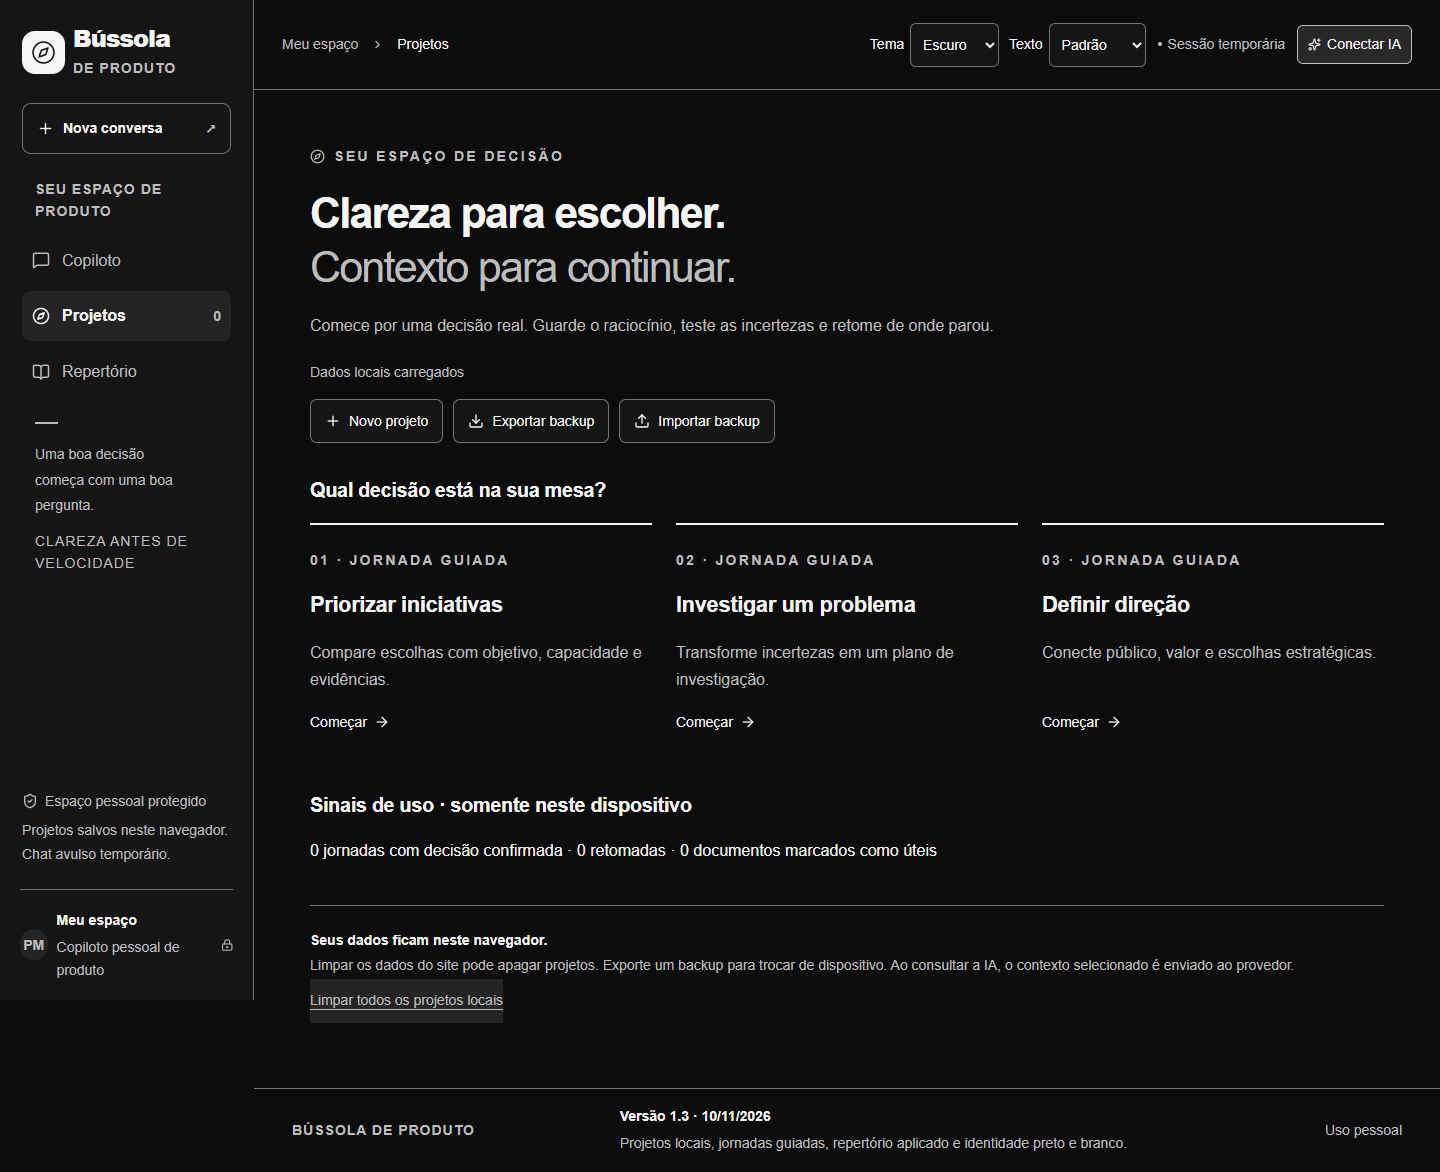 Bússola
DE PRODUTO
Nova conversa
SEU ESPAÇO DE
PRODUTO
Copiloto
Projetos 0
Repertório
Uma boa decisão
começa com uma boa
pergunta.
CLAREZA ANTES DE
VELOCIDADE
Espaço pessoal protegido
Projetos salvos neste navegador.
Chat avulso temporário.
PM
Meu espaço
Copiloto pessoal de
produto
Meu espaço > Projetos
Tema Escuro Texto Padrão • Sessão temporária Conectar IA
SEU ESPAÇO DE DECISÃO
Clareza para escolher.
Contexto para continuar.
Comece por uma decisão real. Guarde o raciocínio, teste as incertezas e retome de onde parou.
Dados locais carregados
Novo projeto Exportar backup Importar backup
Qual decisão está na sua mesa?
01 · JORNADA GUIADA
Priorizar iniciativas
Compare escolhas com objetivo, capacidade e
evidências.
Começar →
02 · JORNADA GUIADA
Investigar um problema
Transforme incertezas em um plano de
investigação.
Começar →
03 · JORNADA GUIADA
Definir direção
Conecte público, valor e escolhas estratégicas.
Começar →
Sinais de uso · somente neste dispositivo
0 jornadas com decisão confirmada · 0 retomadas · 0 documentos marcados como úteis
Seus dados ficam neste navegador.
Limpar os dados do site pode apagar projetos. Exporte um backup para trocar de dispositivo. Ao consultar a IA, o contexto selecionado é enviado ao provedor.
Limpar todos os projetos locais
BÚSSOLA DE PRODUTO
Versão 1.3 · 10/11/2026
Projetos locais, jornadas guiadas, repertório aplicado e identidade preto e branco.
Uso pessoal